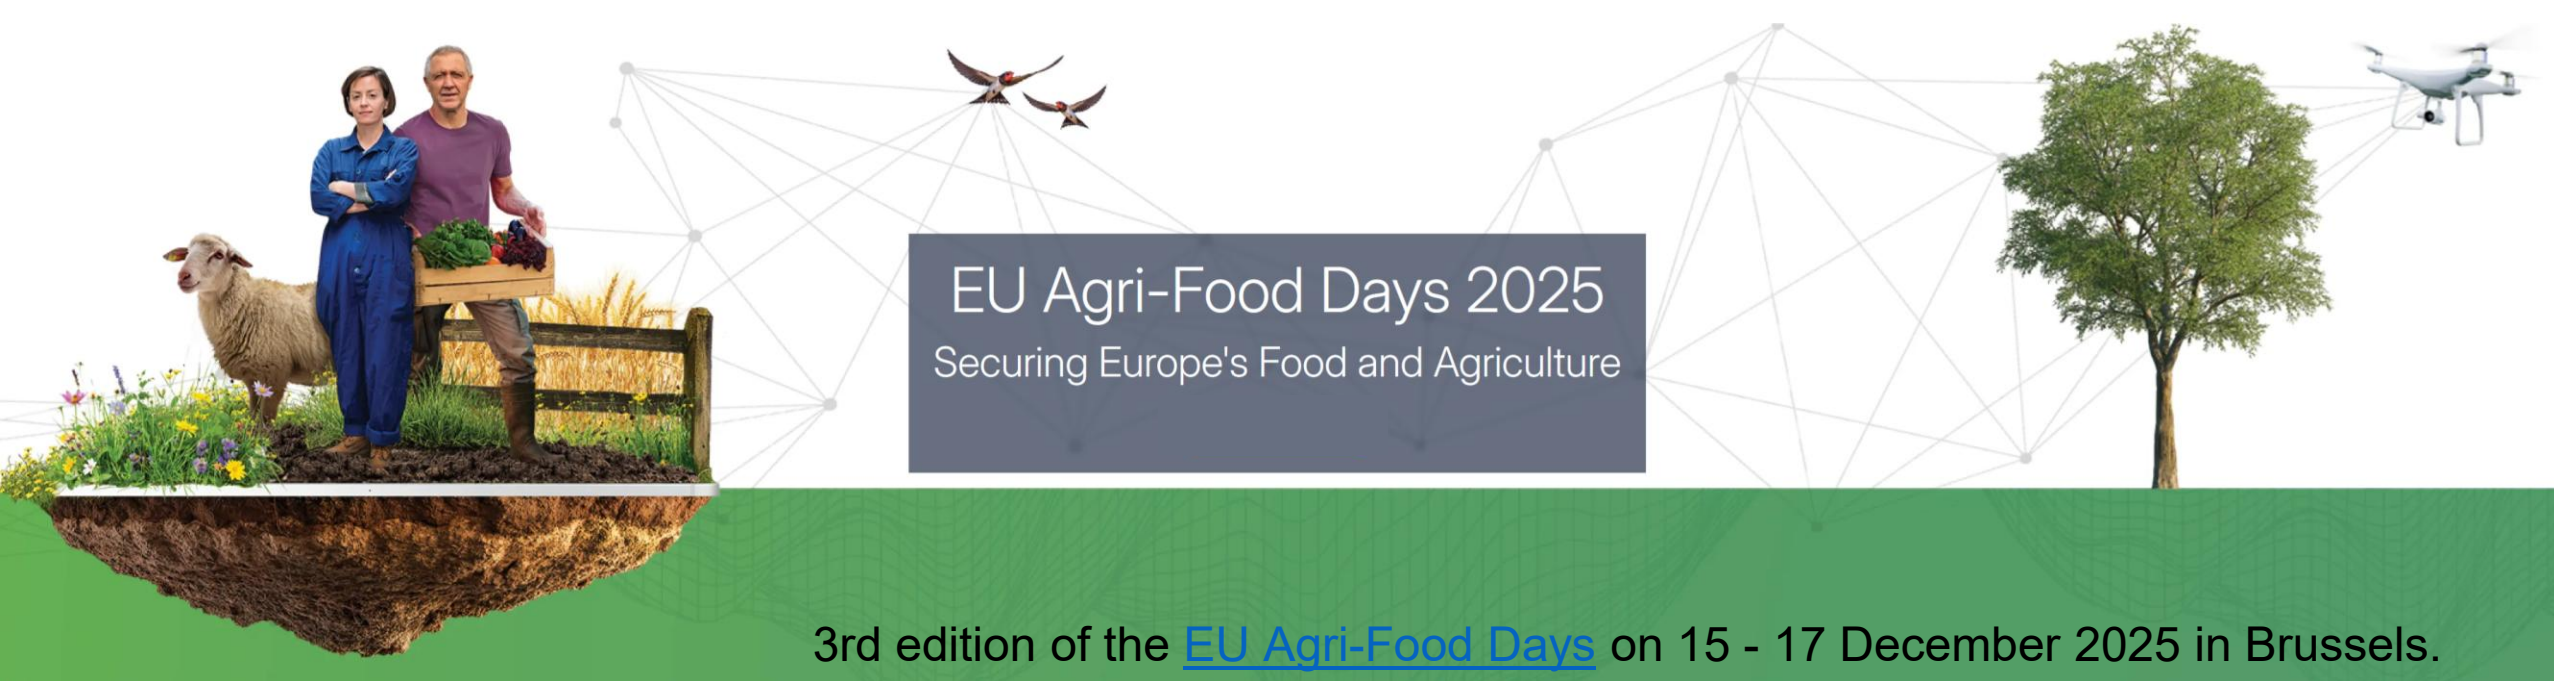 EU Agri-Food Days 2025
Securing Europe's Food and Agriculture
3rd edition of the EU Agri-Food Days on 15 - 17 December 2025 in Brussels.